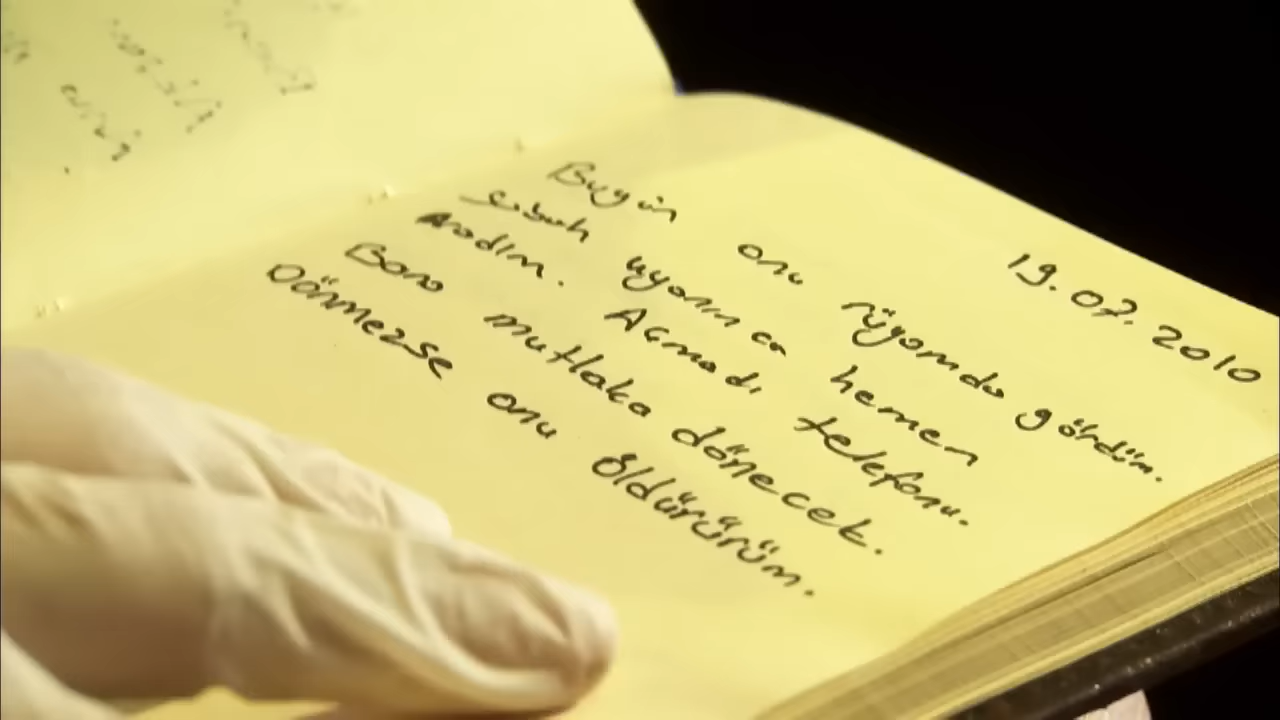 19.07.2010
Bugün onu rüyamda gördüm.
Sabah uyanınca hemen
Aradım. Açmadı telefonu.
Bana mutlaka dönecek.
Dönmezse onu öldürürüm.